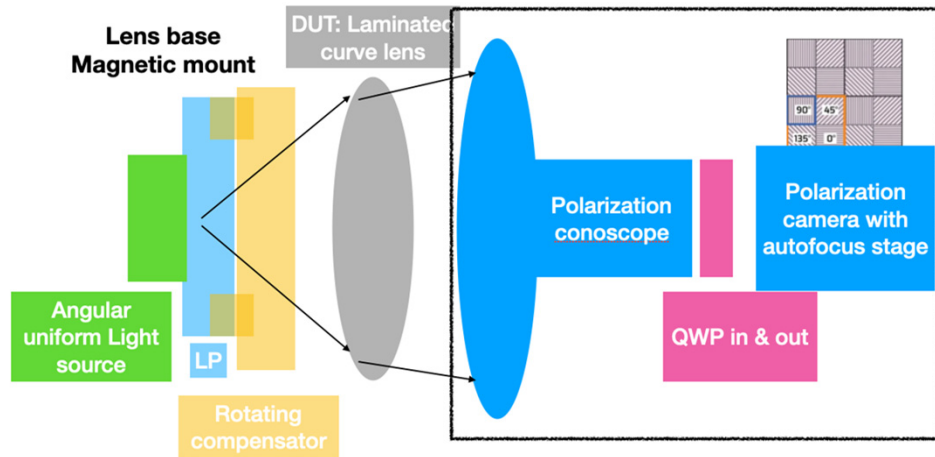 Lens base
Magnetic mount
DUT: Laminated
curve lens
90°
45°
135°
0°
Polarization
conoscope
Polarization
camera with
autofocus stage
Angular
uniform Light
source
LP
QWP in & out
Rotating
compensator